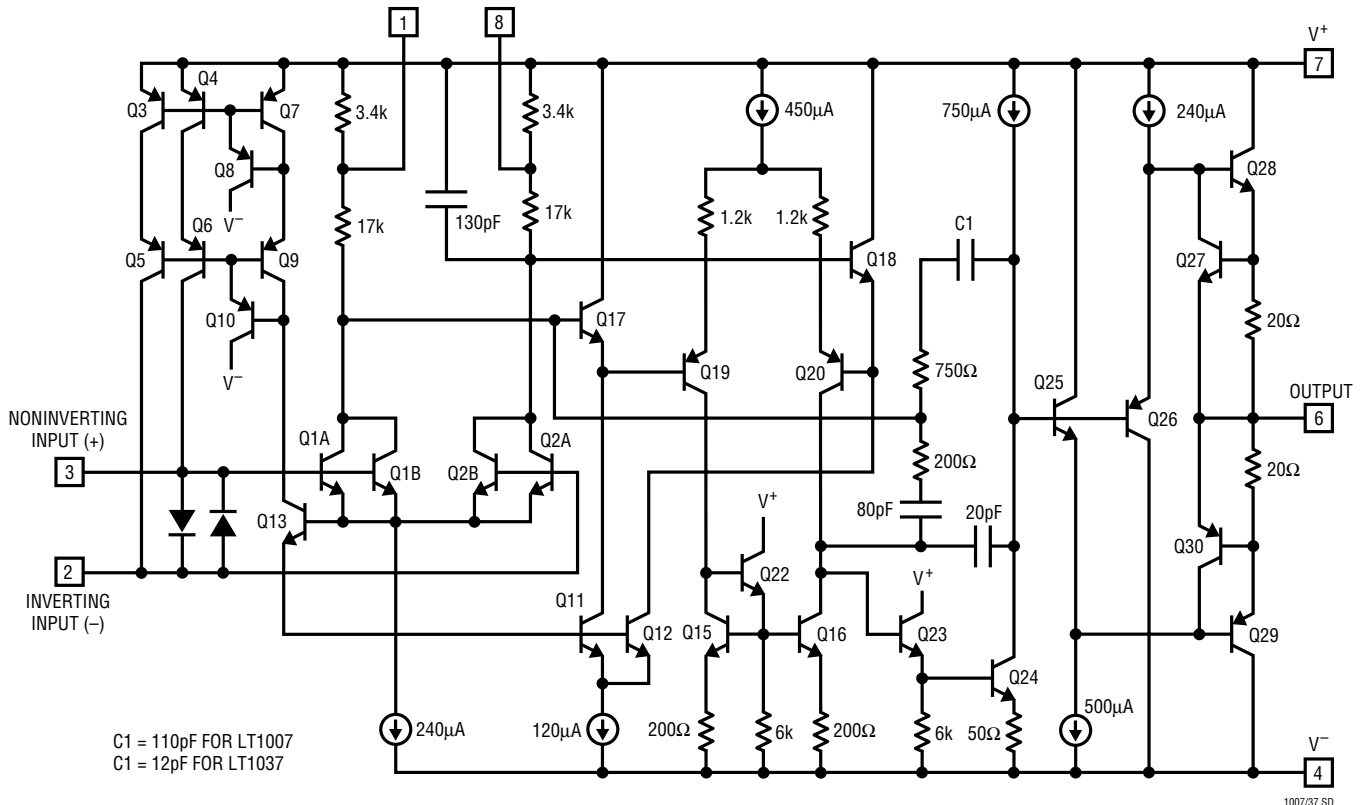 1
8
V+
7
Q4
Q3
Q7
3.4k
3.4k
450µA
750µA
240µA
Q8
Q28
V−
130pF
17k
17k
1.2k
1.2k
C1
Q6
Q5
Q9
Q18
Q27
Q10
Q17
20Ω
V−
Q19
Q20
750Ω
Q25
Q26
OUTPUT
6
NONINVERTING
INPUT (+)
3
Q1A
Q1B
Q2B
Q2A
200Ω
20Ω
Q13
V+
80pF
20pF
Q30
2
INVERTING
INPUT (–)
Q22
V+
Q11
Q12
Q15
Q16
Q23
Q29
Q24
240µA
120µA
200Ω
6k
200Ω
6k
50Ω
500µA
C1 = 110pF FOR LT1007
C1 = 12pF FOR LT1037
V−
4
1007/37 SD